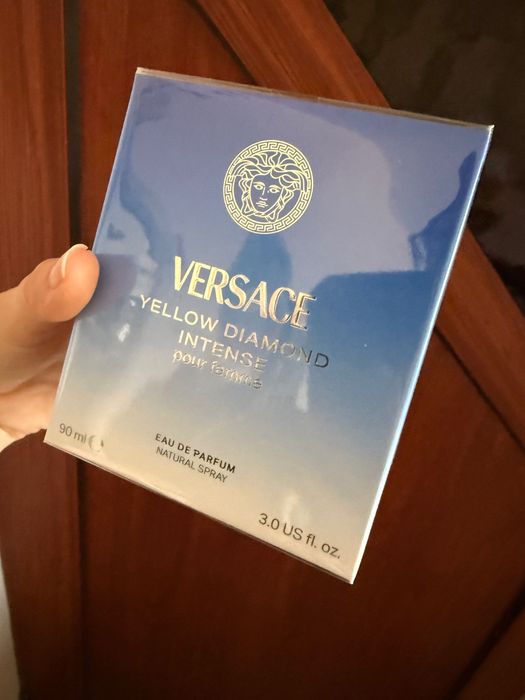 VERSACE
YELLOW DIAMOND
INTENSE
pour femme
90 ml ℮
EAU DE PARFUM
NATURAL SPRAY
3.0 US fl. oz.